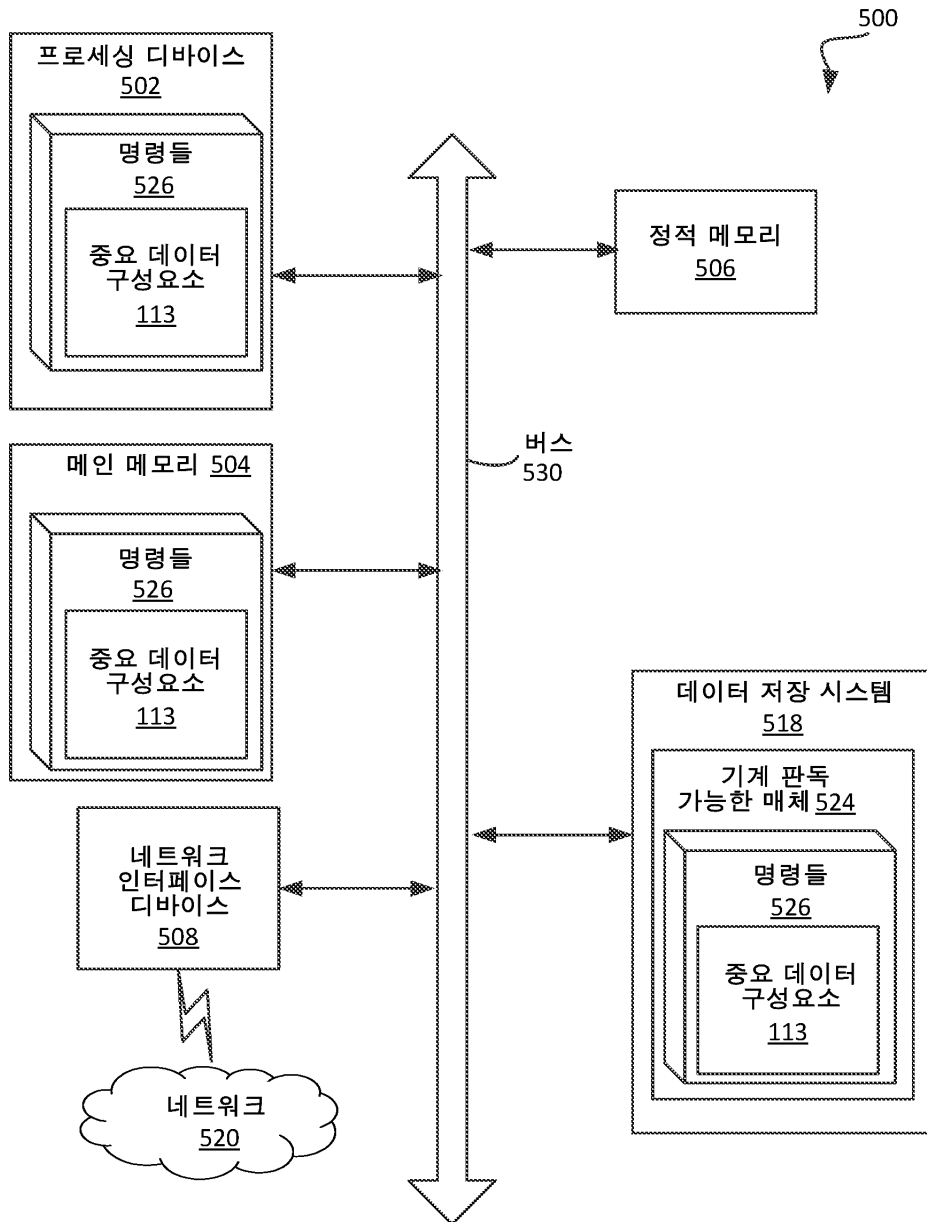 500
프로세싱 디바이스
502
명령들
526
중요 데이터
구성요소
113
정적 메모리
506
버스
530
메인 메모리 504
명령들
526
중요 데이터
구성요소
113
데이터 저장 시스템
518
기계 판독
가능한 매체 524
명령들
526
중요 데이터
구성요소
113
네트워크
인터페이스
디바이스
508
네트워크
520